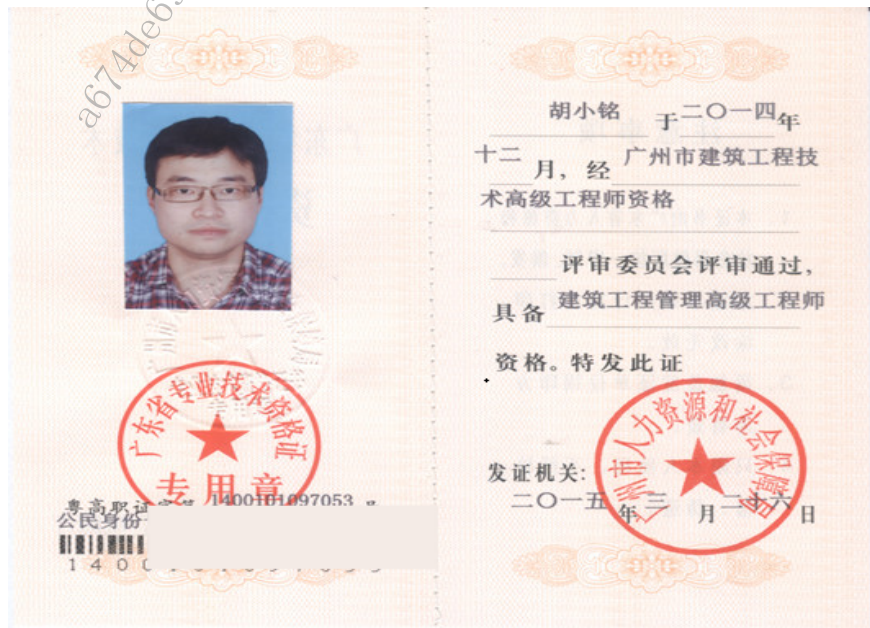 a674de6
广东省专业技术资格证
专用章
粤高职证字第 1400101097053 号
公民身份
胡小铭 于二〇一四年
十二月，经 广州市建筑工程技
术高级工程师资格
评审委员会评审通过，
具备 建筑工程管理高级工程师
资格。特发此证
广州市人力资源和社会保障局
发证机关：
二〇一五年三月二十六日